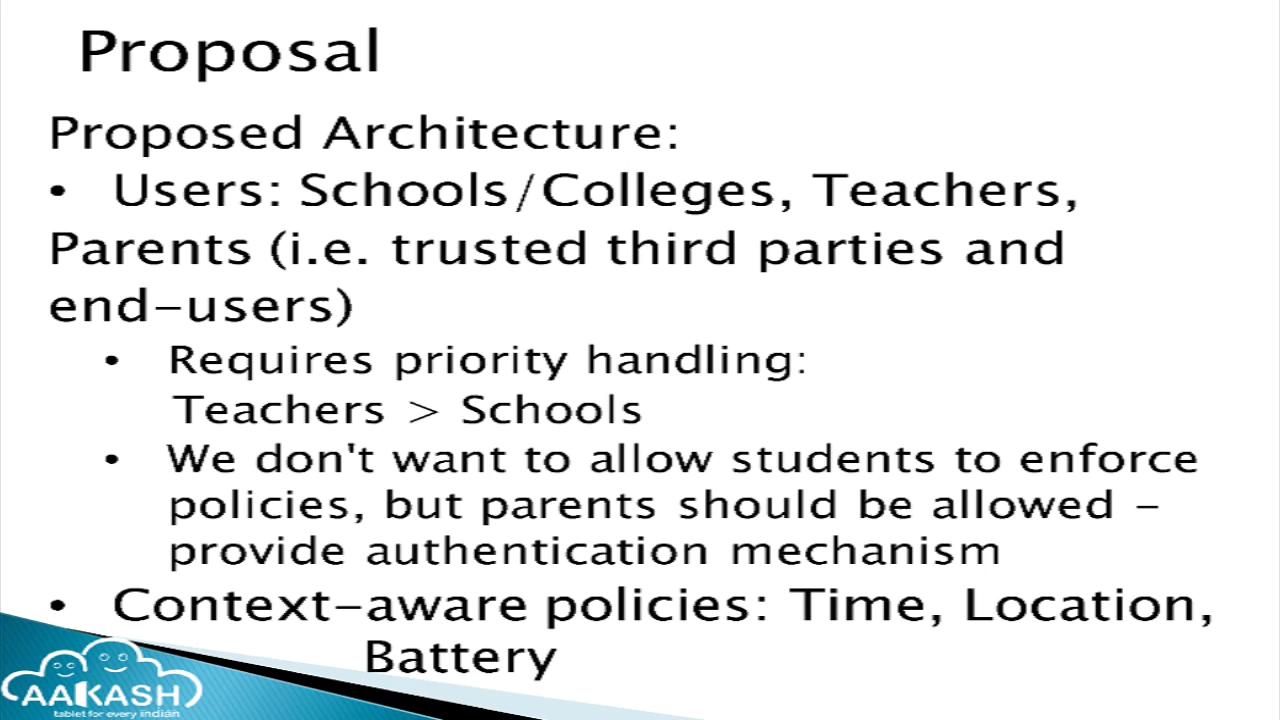 Proposal
Proposed Architecture:
• Users: Schools/Colleges, Teachers,
Parents (i.e. trusted third parties and
end-users)
• Requires priority handling:
Teachers > Schools
• We don't want to allow students to enforce
policies, but parents should be allowed -
provide authentication mechanism
• Context-aware policies: Time, Location,
Battery
AAKASH
tablet for every indian